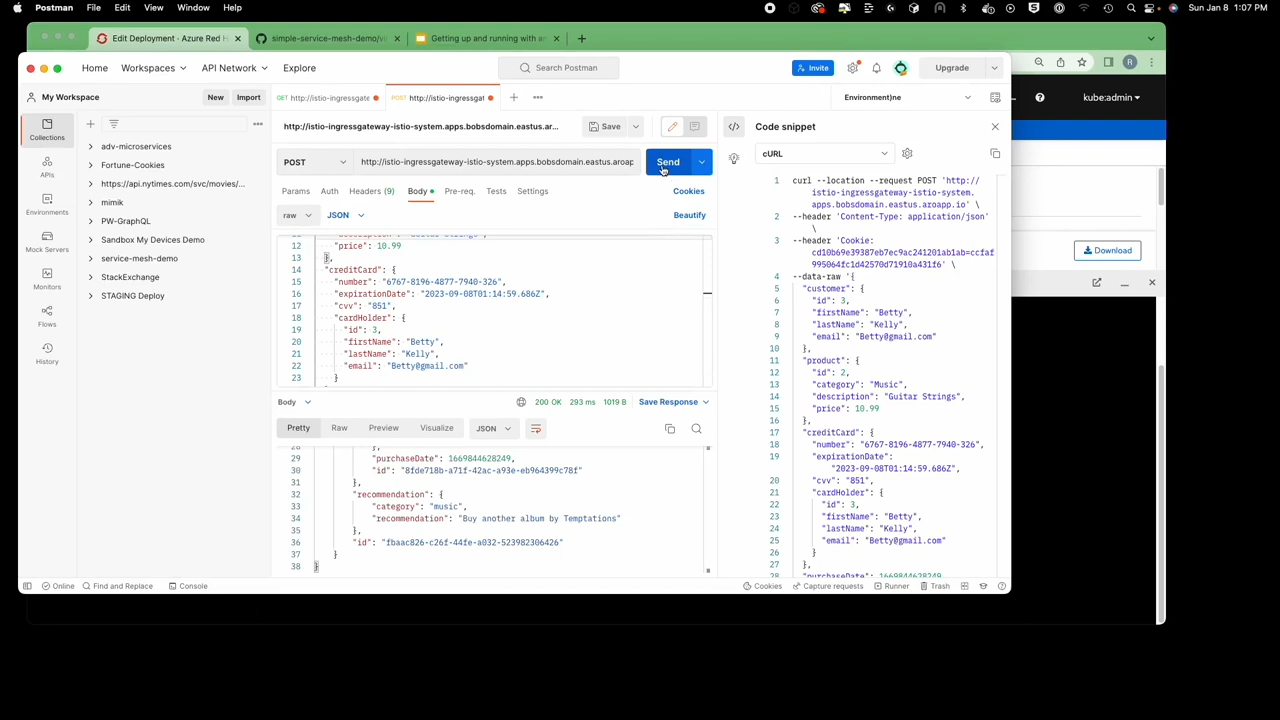 Postman File Edit View Window Help Sun Jan 8 1:07 PM
Edit Deployment - Azure Red H simple-service-mesh-demo/vi Getting up and running with an
Home Workspaces API Network Explore Search Postman Invite Upgrade
kube:admin
My Workspace New Import GET http://istio-ingressgate POST http://istio-ingressgat Environment)ne
http://istio-ingressgateway-istio-system.apps.bobsdomain.eastus.ar... Save Code snippet
POST http://istio-ingressgateway-istio-system.apps.bobsdomain.eastus.aroap Send cURL
Params Auth Headers (9) Body Pre-req. Tests Settings Cookies
raw JSON Beautify
Collections
APIs
Environments
Mock Servers
Monitors
Flows
History
adv-microservices
Fortune-Cookies
https://api.nytimes.com/svc/movies/...
mimik
PW-GraphQL
Sandbox My Devices Demo
service-mesh-demo
StackExchange
STAGING Deploy
12 "price": 10.99
13 },
14 "creditCard": {
15 "number": "6767-8196-4877-7940-326",
16 "expirationDate": "2023-09-08T01:14:59.686Z",
17 "cvv": "851",
18 "cardHolder": {
19 "id": 3,
20 "firstName": "Betty",
21 "lastName": "Kelly",
22 "email": "Betty@gmail.com"
23 }
Body 200 OK 293 ms 1019 B Save Response
Pretty Raw Preview Visualize JSON
28 },
29 "purchaseDate": 1669844628249,
30 "id": "8fde718b-a71f-42ac-a93e-eb964399c78f"
31 },
32 "recommendation": {
33 "category": "music",
34 "recommendation": "Buy another album by Temptations"
35 },
36 "id": "fbaac826-c26f-44fe-a032-523982306426"
37 }
38 }
1 curl --location --request POST 'http://
istio-ingressgateway-istio-system.
apps.bobsdomain.eastus.aroapp.io' \
2 --header 'Content-Type: application/json'
\
3 --header 'Cookie:
cd10b69e39387eb7ec9ac241201ab1ab=ccfaf
995064fc1d42570d71910a431f6' \
4 --data-raw '{
5 "customer": {
6 "id": 3,
7 "firstName": "Betty",
8 "lastName": "Kelly",
9 "email": "Betty@gmail.com"
10 },
11 "product": {
12 "id": 2,
13 "category": "Music",
14 "description": "Guitar Strings",
15 "price": 10.99
16 },
17 "creditCard": {
18 "number": "6767-8196-4877-7940-326",
19 "expirationDate":
"2023-09-08T01:14:59.686Z",
20 "cvv": "851",
21 "cardHolder": {
22 "id": 3,
23 "firstName": "Betty",
24 "lastName": "Kelly",
25 "email": "Betty@gmail.com"
26 }
27 },
28 "purchaseDate": 1669844628249
Download
Online Find and Replace Console Cookies Capture requests Runner Trash